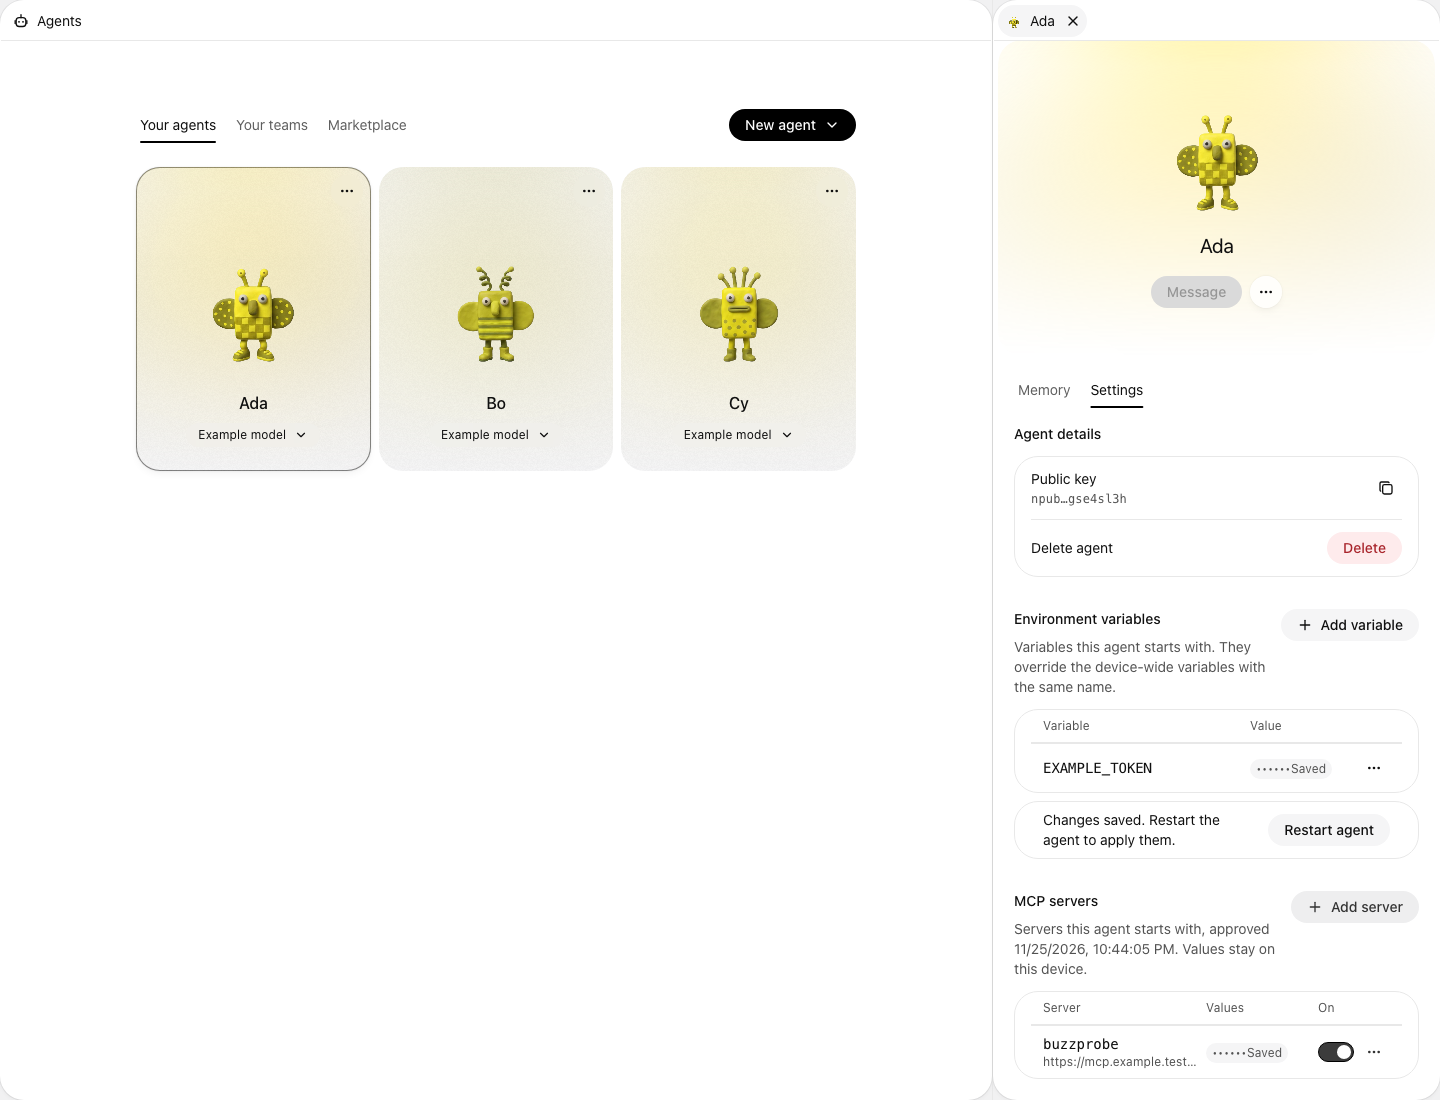 Agents
Your agents
Your teams
Marketplace
New agent
Ada
Example model
Bo
Example model
Cy
Example model
Ada
Ada
Message
Memory
Settings
Agent details
Public key
npub…gse4sl3h
Delete agent
Delete
Environment variables
Add variable
Variables this agent starts with. They
override the device-wide variables with
the same name.
Variable
Value
EXAMPLE_TOKEN
••••••Saved
Changes saved. Restart the
agent to apply them.
Restart agent
MCP servers
Add server
Servers this agent starts with, approved
11/25/2026, 10:44:05 PM. Values stay on
this device.
Server
Values
On
buzzprobe
https://mcp.example.test...
••••••Saved